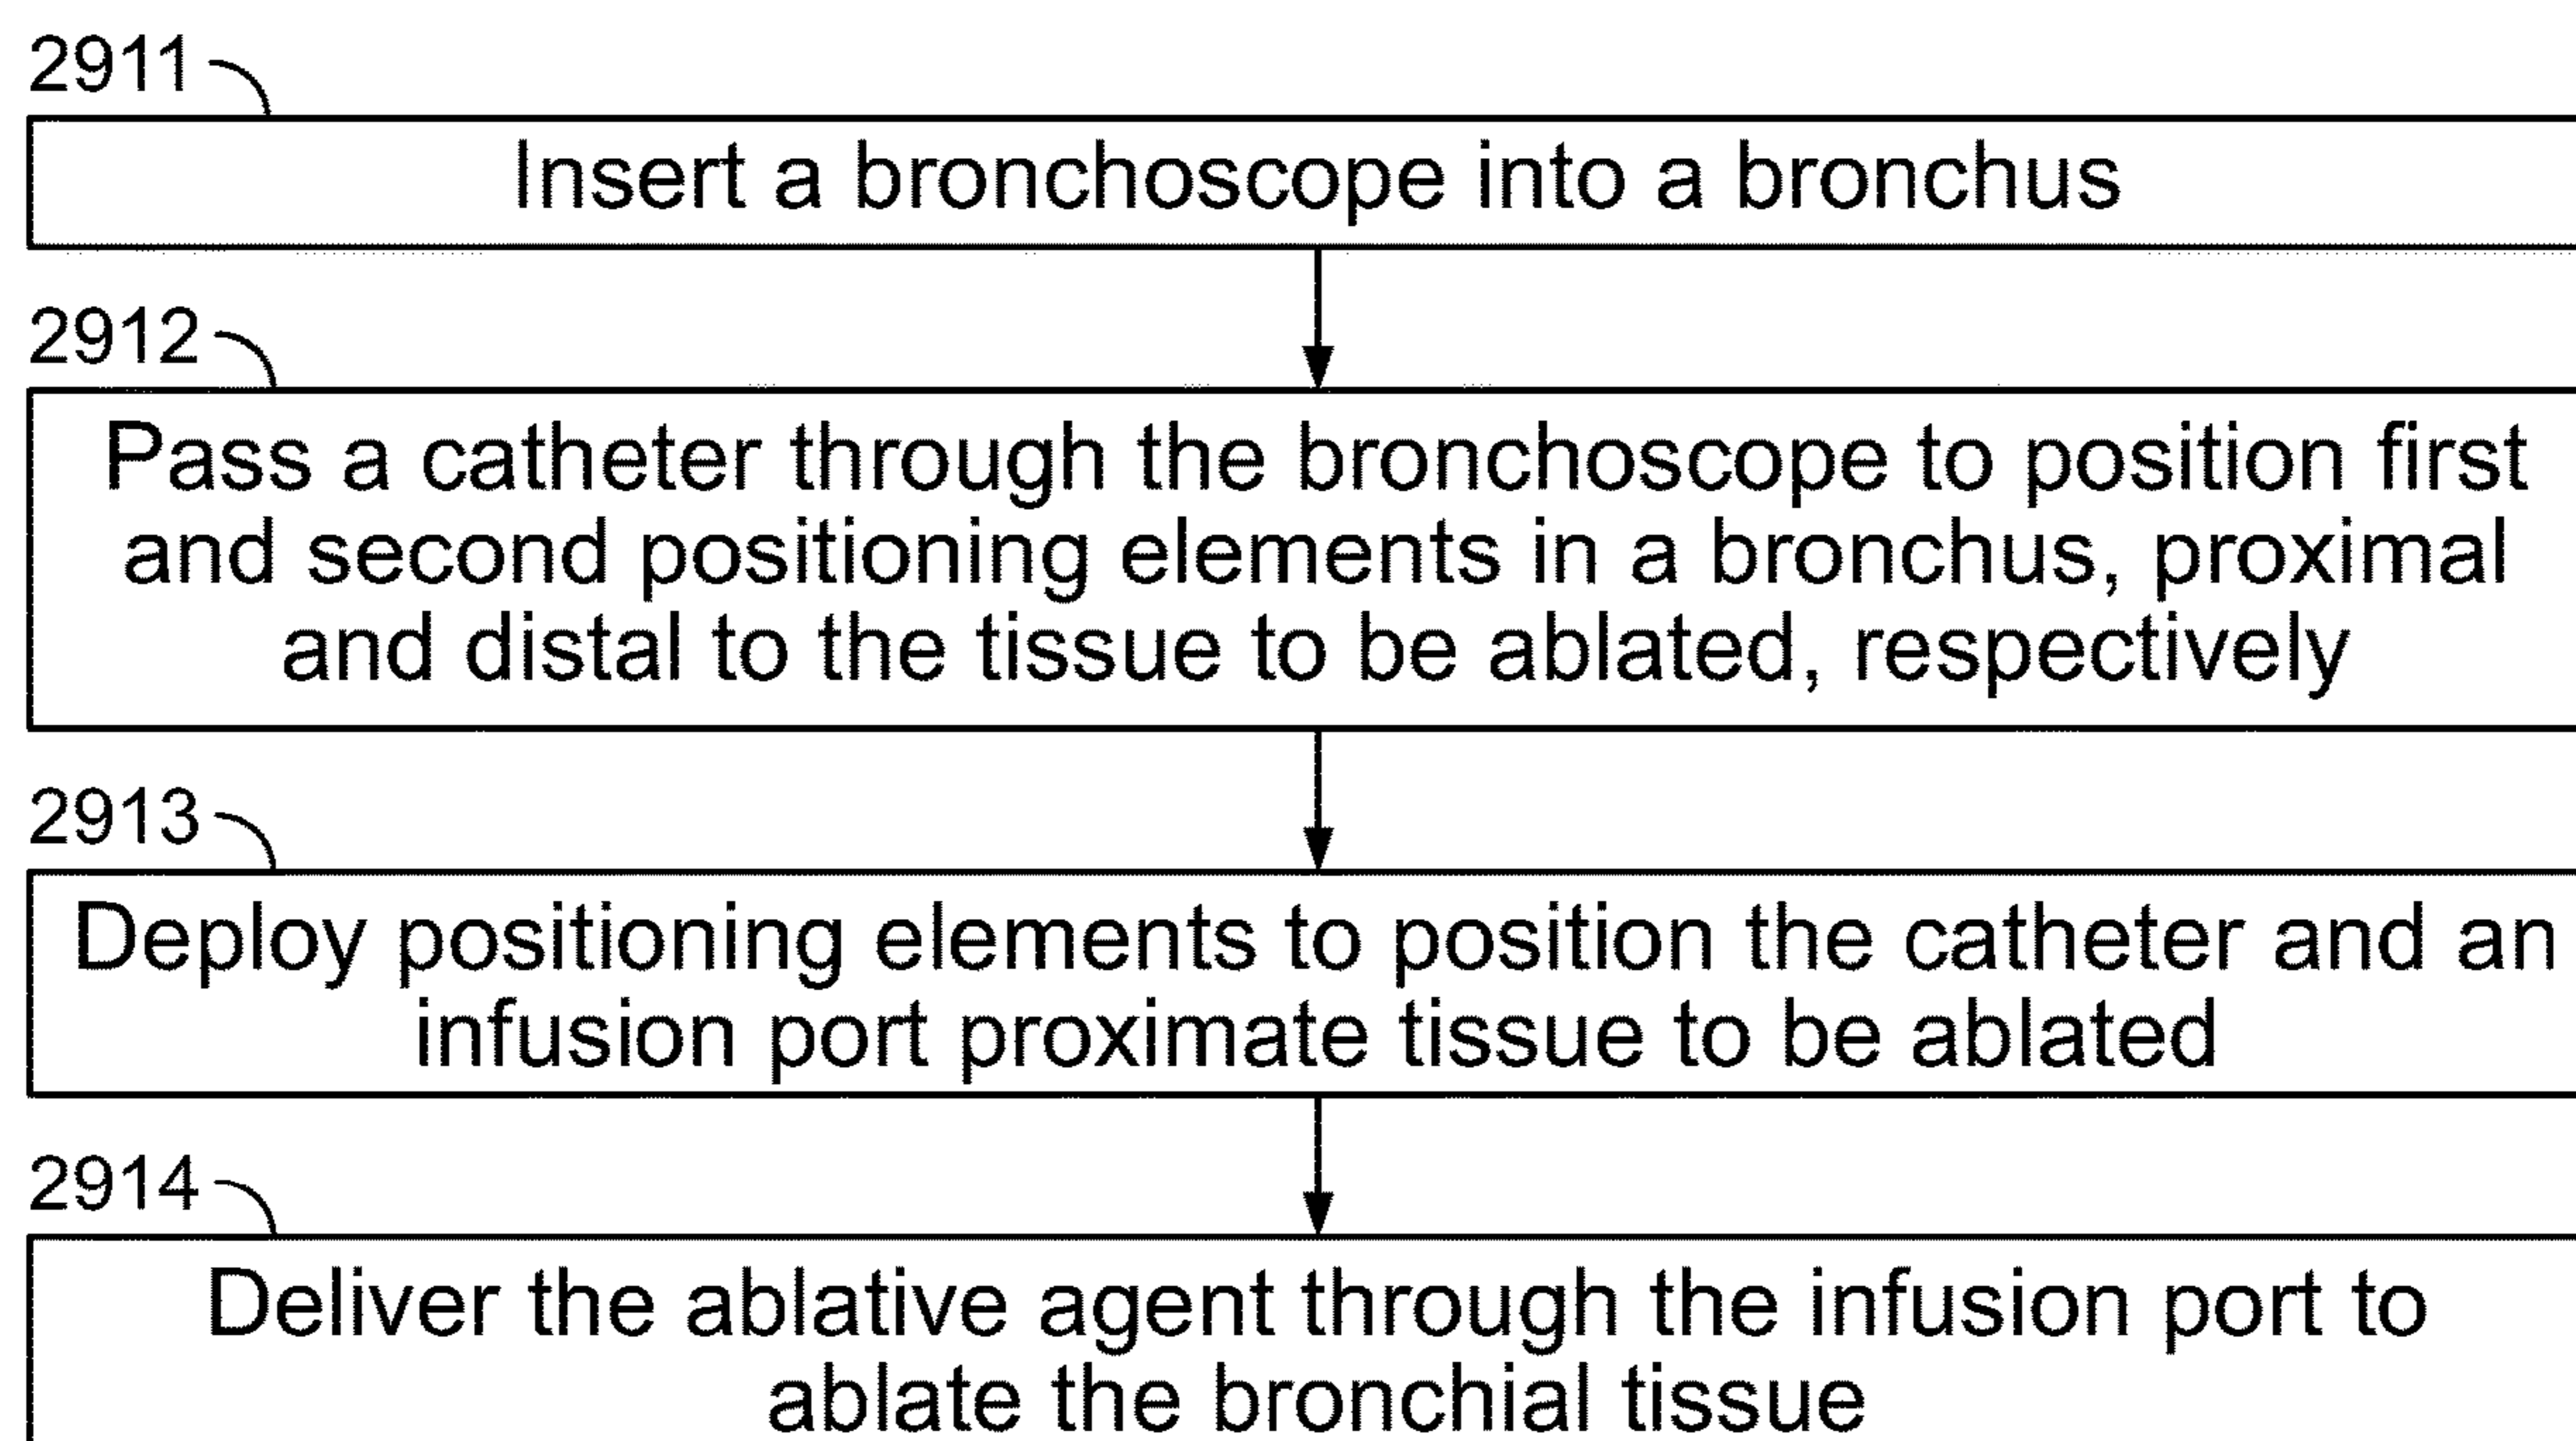 2911
Insert a bronchoscope into a bronchus
2912
Pass a catheter through the bronchoscope to position first
and second positioning elements in a bronchus, proximal
and distal to the tissue to be ablated, respectively
2913
Deploy positioning elements to position the catheter and an
infusion port proximate tissue to be ablated
2914
Deliver the ablative agent through the infusion port to
ablate the bronchial tissue